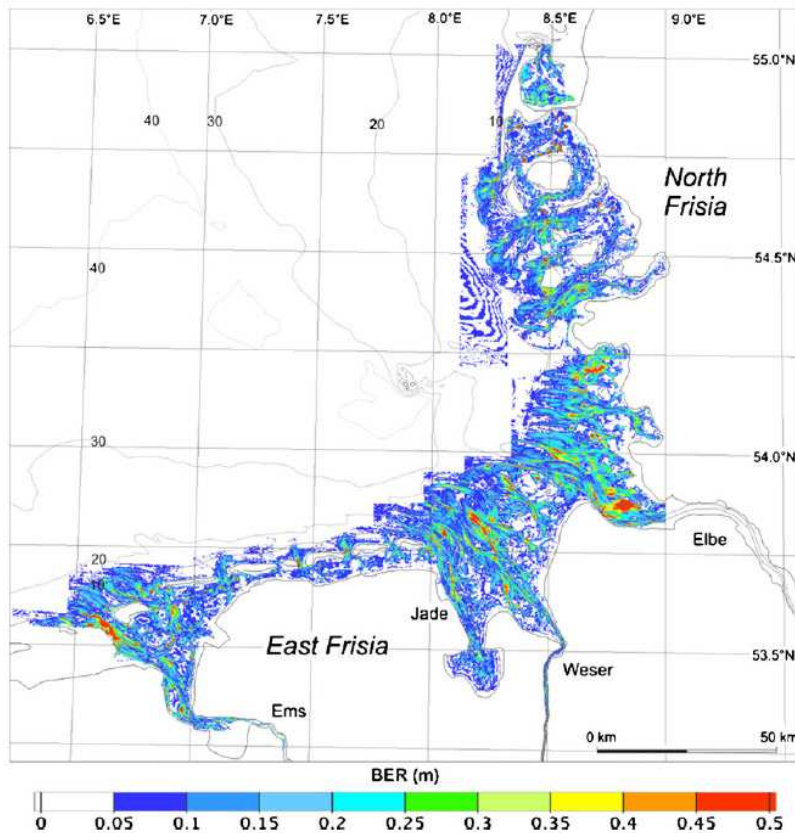 6.5°E 7.0°E 7.5°E 8.0°E 8.5°E 9.0°E
55.0°N
40 30 20 10
North
Frisia
40
54.5°N
30
54.0°N
20
10
Elbe
Jade
East Frisia
53.5°N
Weser
Ems
0 km 50 km
BER (m)
0 0.05 0.1 0.15 0.2 0.25 0.3 0.35 0.4 0.45 0.5